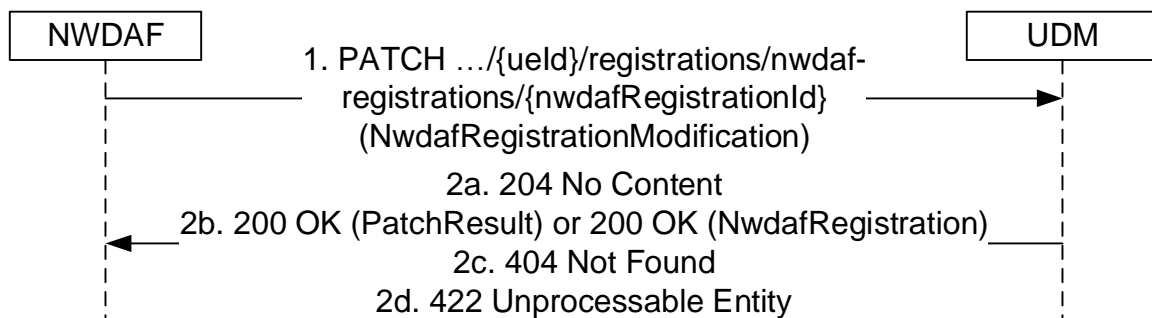 NWDAF
UDM
1. PATCH …/{ueId}/registrations/nwdaf-
registrations/{nwdafRegistrationId}
(NwdafRegistrationModification)
2a. 204 No Content
2b. 200 OK (PatchResult) or 200 OK (NwdafRegistration)
2c. 404 Not Found
2d. 422 Unprocessable Entity